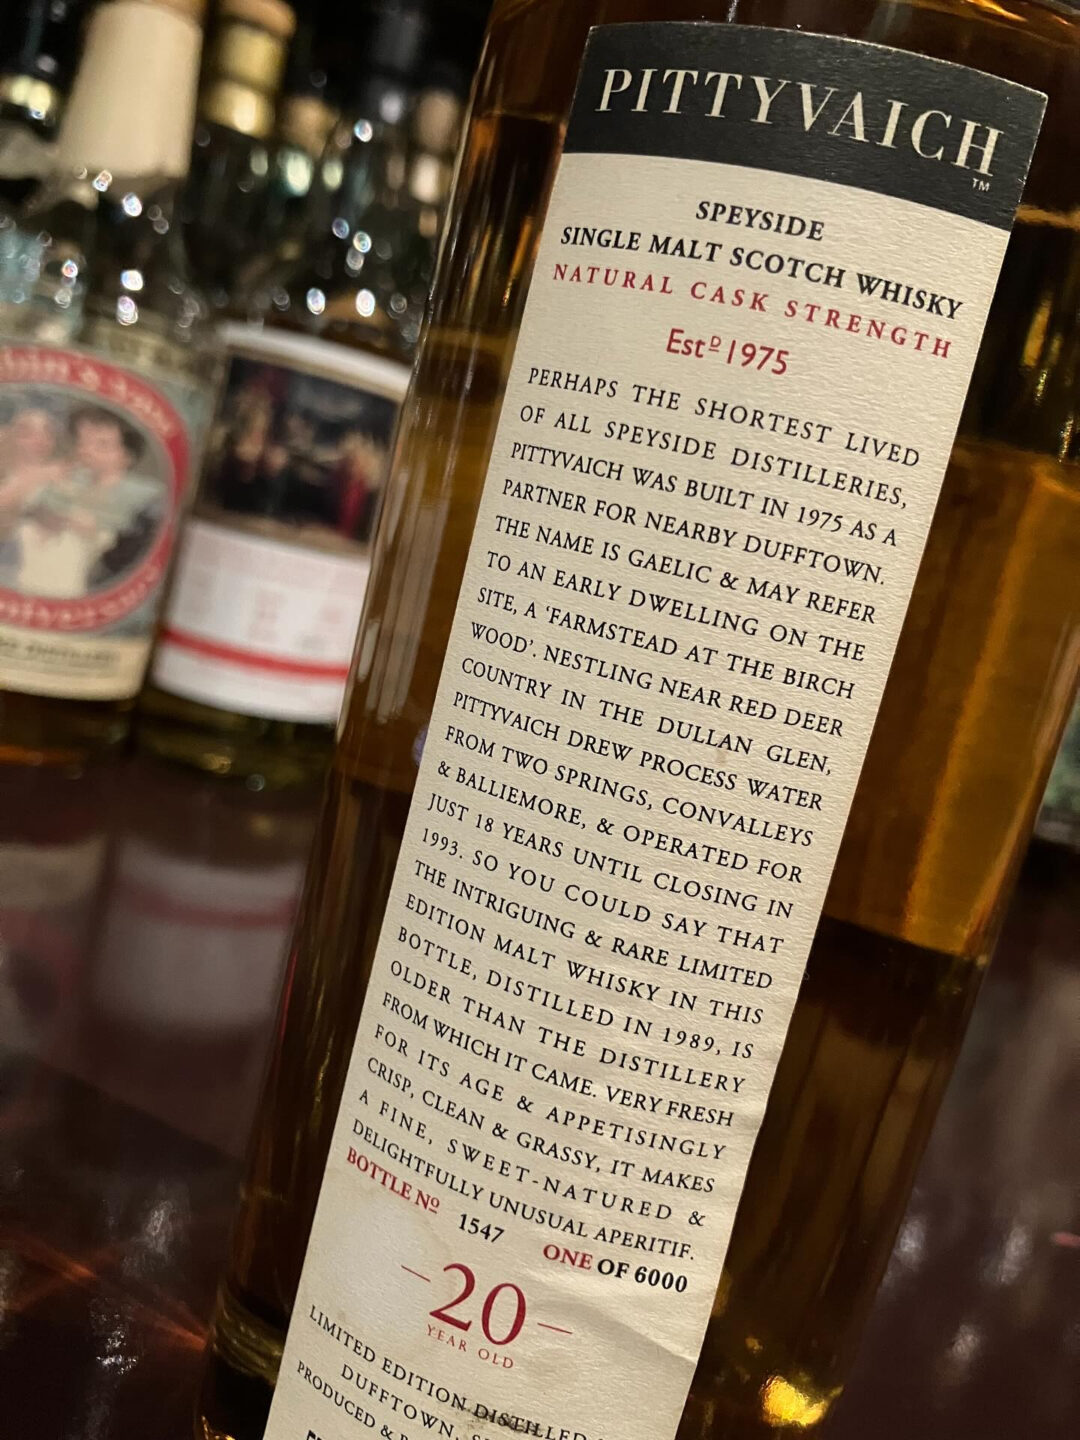 PITTYVAICH
TM
SPEYSIDE
SINGLE MALT SCOTCH WHISKY
NATURAL CASK STRENGTH
Estᴰ 1975
PERHAPS THE SHORTEST LIVED
OF ALL SPEYSIDE DISTILLERIES,
PITTYVAICH WAS BUILT IN 1975 AS A
PARTNER FOR NEARBY DUFFTOWN.
THE NAME IS GAELIC & MAY REFER
TO AN EARLY DWELLING ON THE
SITE, A ‘FARMSTEAD AT THE BIRCH
WOOD’. NESTLING NEAR RED DEER
COUNTRY IN THE DULLAN GLEN,
PITTYVAICH DREW PROCESS WATER
FROM TWO SPRINGS, CONVALLEYS
& BALLIEMORE, & OPERATED FOR
JUST 18 YEARS UNTIL CLOSING IN
1993. SO YOU COULD SAY THAT
THE INTRIGUING & RARE LIMITED
EDITION MALT WHISKY IN THIS
BOTTLE, DISTILLED IN 1989, IS
OLDER THAN THE DISTILLERY
FROM WHICH IT CAME. VERY FRESH
FOR ITS AGE & APPETISINGLY
CRISP, CLEAN & GRASSY, IT MAKES
A FINE, SWEET-NATURED &
DELIGHTFULLY UNUSUAL APERITIF.
BOTTLE Nº 1547 ONE OF 6000
–20–
YEAR OLD
LIMITED EDITION DISTILLED
DUFFTOWN,
PRODUCED &